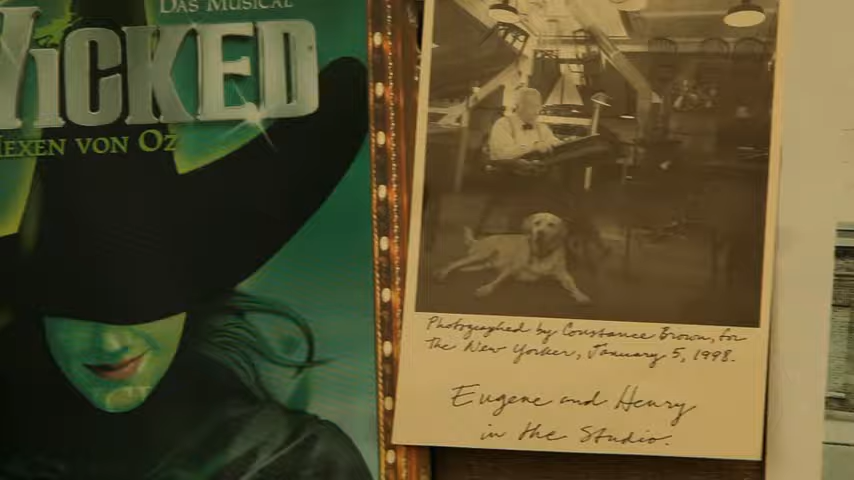 DAS MUSICAL
WICKED
HEXEN VON OZ
Photographed by Constance Brown, for
the New Yorker, January 5, 1998.
Eugene and Henry
in the Studio.